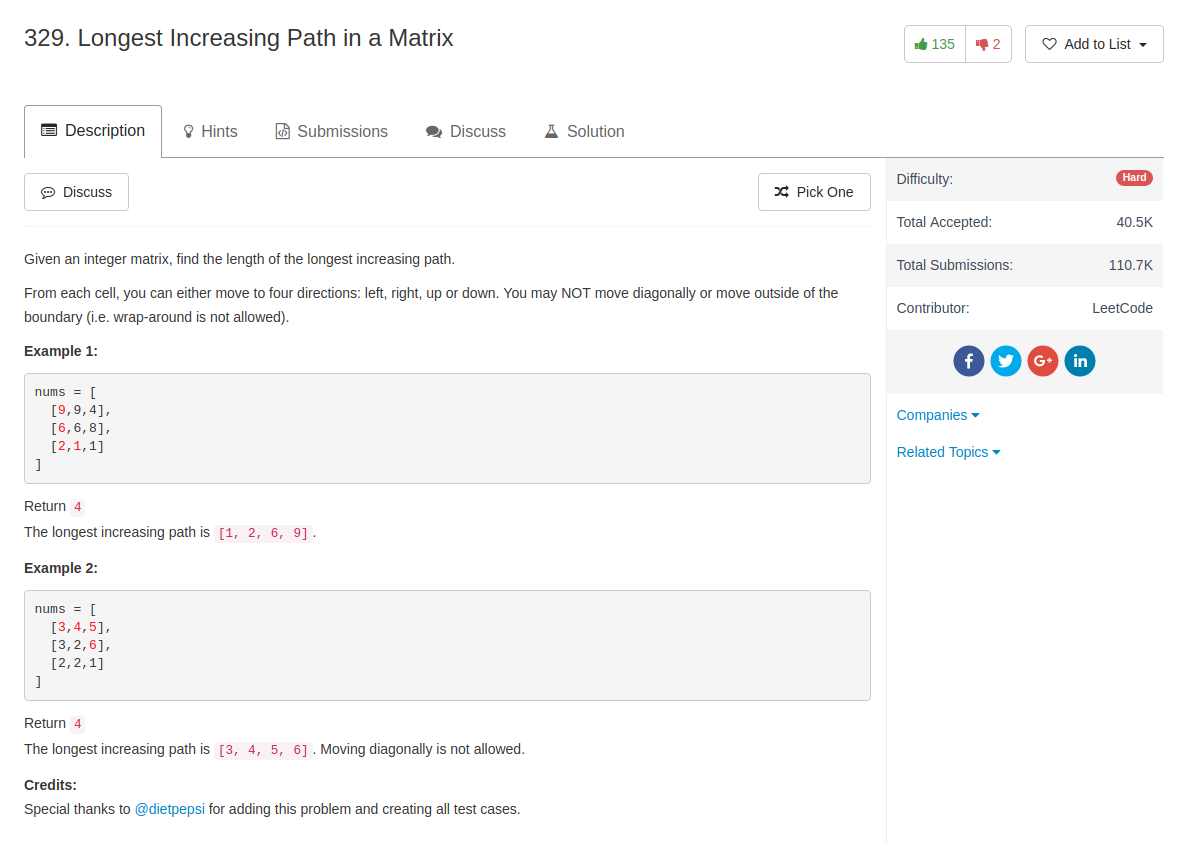 329. Longest Increasing Path in a Matrix
135
2
Add to List
Description
Hints
Submissions
Discuss
Solution
Discuss
Pick One
Given an integer matrix, find the length of the longest increasing path.
From each cell, you can either move to four directions: left, right, up or down. You may NOT move diagonally or move outside of the
boundary (i.e. wrap-around is not allowed).
Example 1:
nums = [
[9,9,4],
[6,6,8],
[2,1,1]
]
Return 4
The longest increasing path is [1, 2, 6, 9].
Example 2:
nums = [
[3,4,5],
[3,2,6],
[2,2,1]
]
Return 4
The longest increasing path is [3, 4, 5, 6]. Moving diagonally is not allowed.
Credits:
Special thanks to @dietpepsi for adding this problem and creating all test cases.
Difficulty: Hard
Total Accepted: 40.5K
Total Submissions: 110.7K
Contributor: LeetCode
f
G+
in
Companies
Related Topics